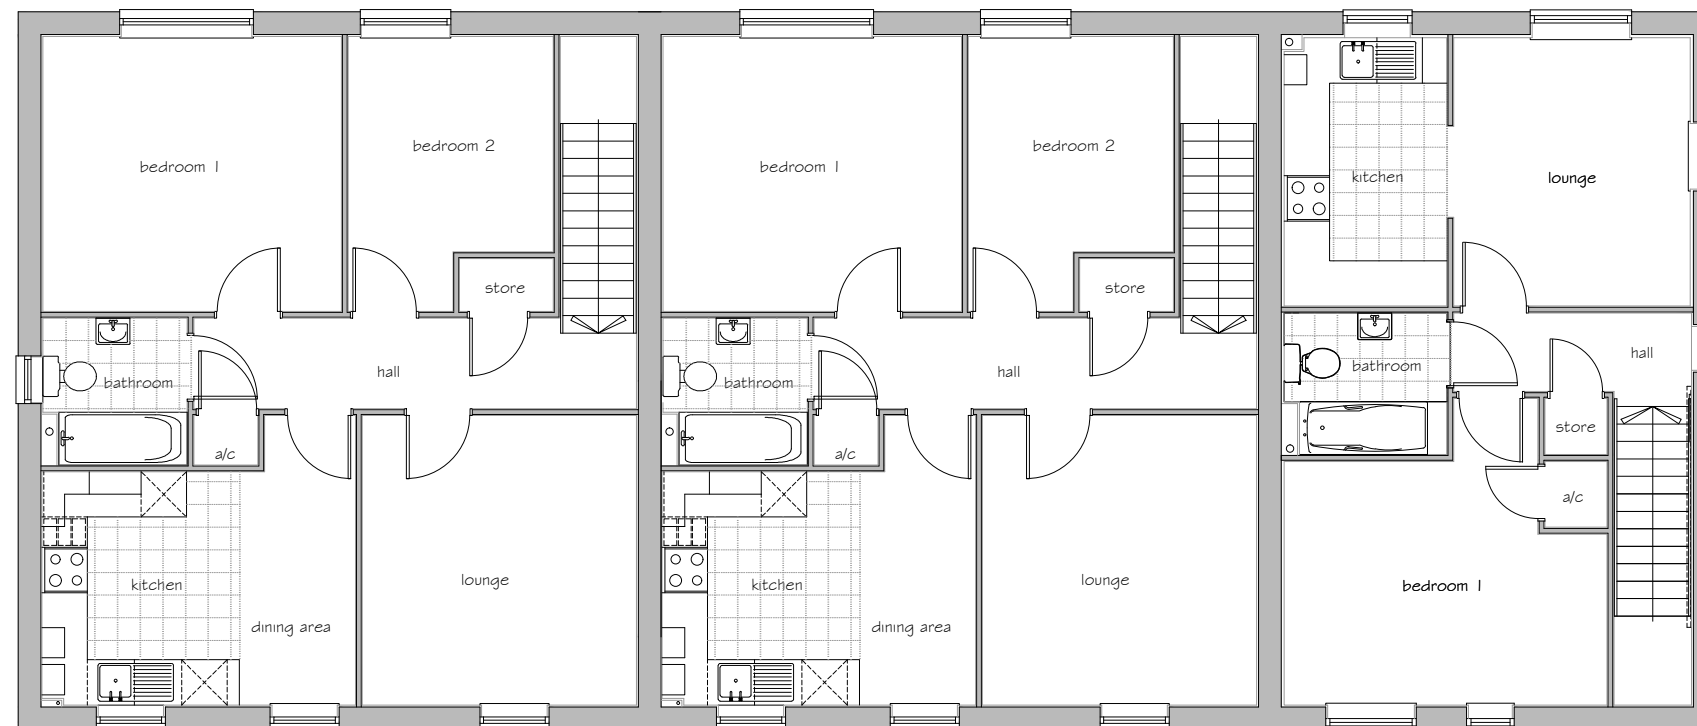 bedroom 1
bedroom 2
store
bathroom
hall
a/c
kitchen
lounge
dining area
bedroom 1
bedroom 2
store
bathroom
hall
a/c
kitchen
lounge
dining area
kitchen
lounge
bathroom
hall
store
a/c
bedroom 1